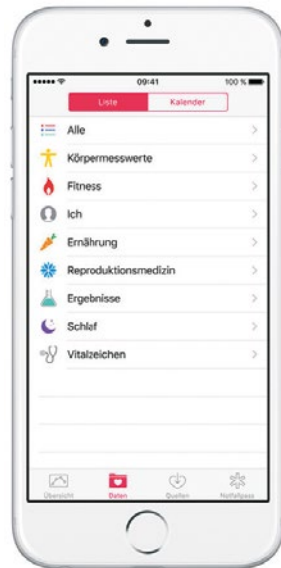 09:41 100 %
Liste Kalender
Alle
Körpermesswerte
Fitness
Ich
Ernährung
Reproduktionsmedizin
Ergebnisse
Schlaf
Vitalzeichen
Übersicht Daten Quellen Notfallpass